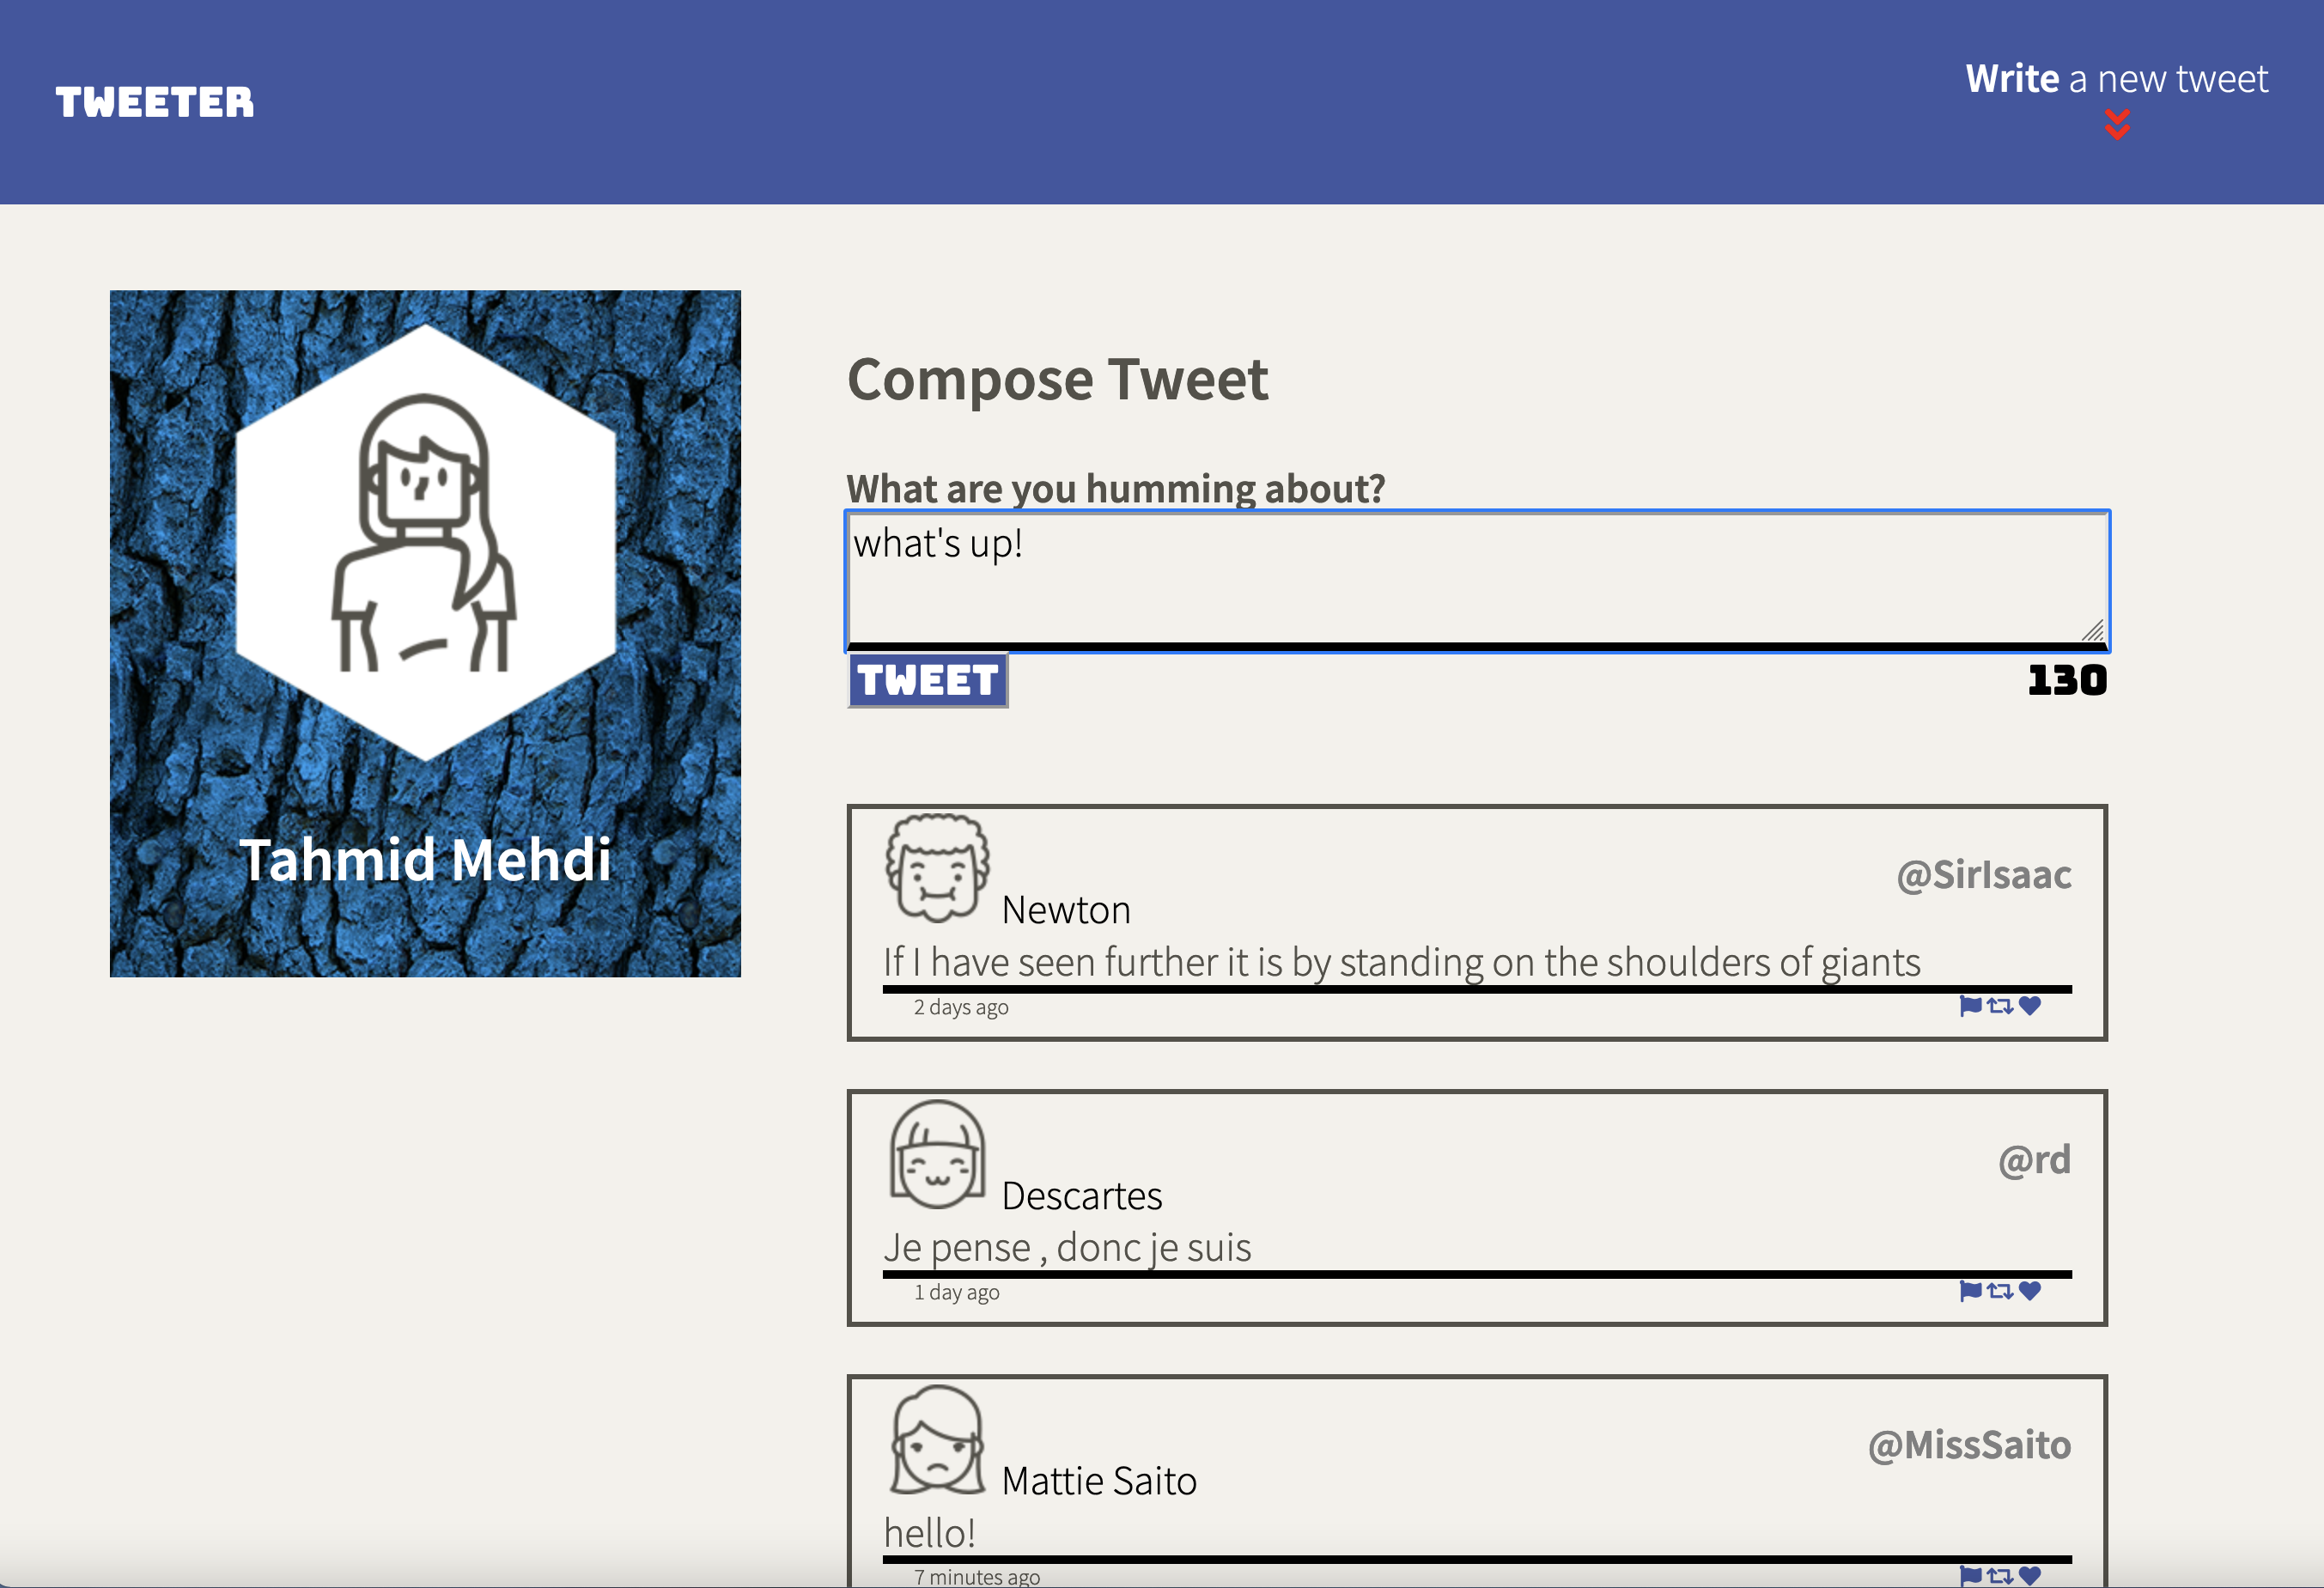 TWEETER
Write a new tweet
Tahmid Mehdi
Compose Tweet
What are you humming about?
what's up!
TWEET
130
Newton
@SirIsaac
If I have seen further it is by standing on the shoulders of giants
2 days ago
Descartes
@rd
Je pense , donc je suis
1 day ago
Mattie Saito
@MissSaito
hello!
7 minutes ago